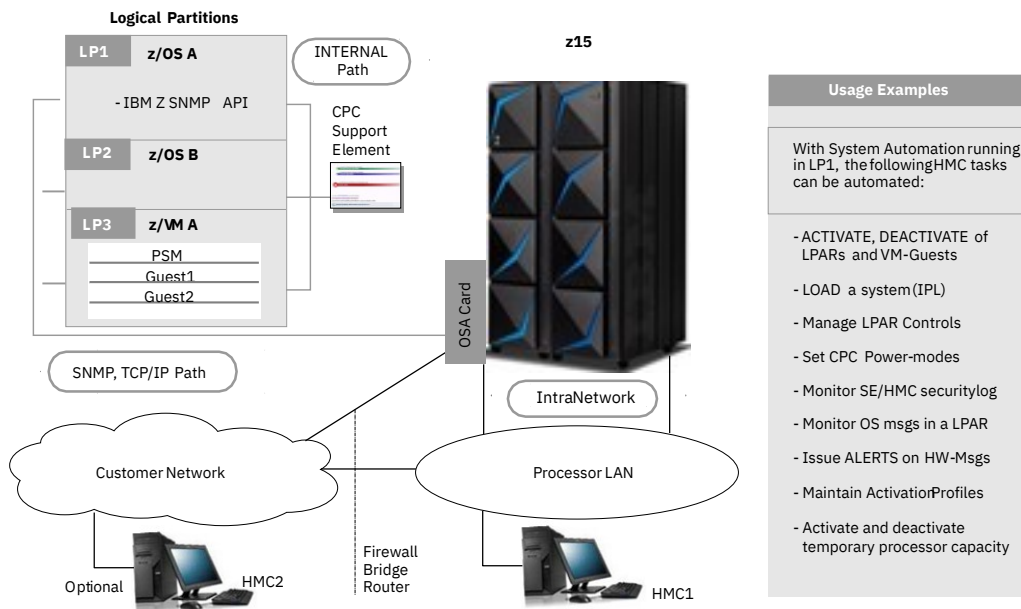 Logical Partitions
LP1 z/OS A
- IBM Z SNMP API
LP2 z/OS B
LP3 z/VM A
PSM
Guest1
Guest2
INTERNAL
Path
CPC
Support
Element
z15
OSA Card
SNMP, TCP/IP Path
IntraNetwork
Customer Network
Processor LAN
Optional
HMC2
Firewall
Bridge
Router
HMC1
Usage Examples
With System Automation running
in LP1, the following HMC tasks
can be automated:
- ACTIVATE, DEACTIVATE of
LPARs and VM-Guests
- LOAD a system (IPL)
- Manage LPAR Controls
- Set CPC Power-modes
- Monitor SE/HMC security log
- Monitor OS msgs in a LPAR
- Issue ALERTS on HW-Msgs
- Maintain Activation Profiles
- Activate and deactivate
temporary processor capacity